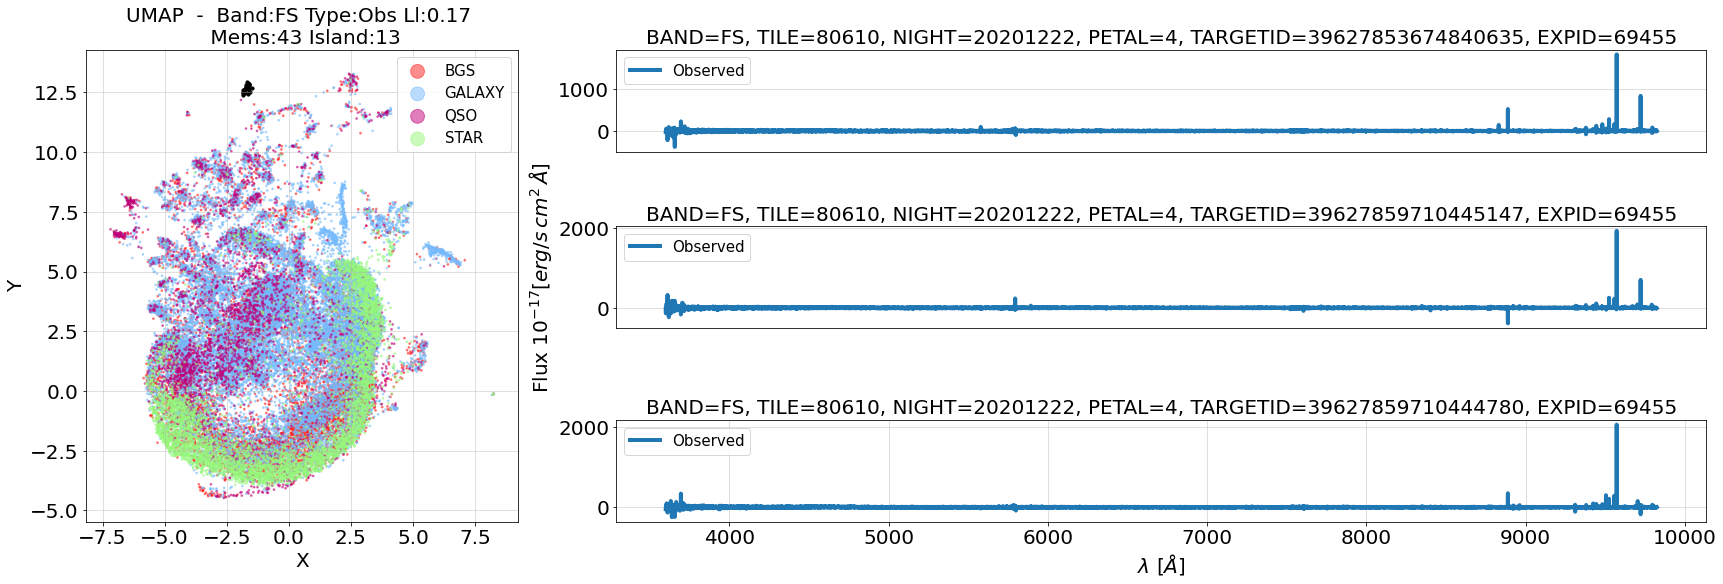 UMAP  -  Band:FS Type:Obs Ll:0.17
Mems:43 Island:13
BGS
GALAXY
QSO
STAR
12.5
10.0
7.5
5.0
2.5
0.0
−2.5
−5.0
Y
−7.5 −5.0 −2.5 0.0 2.5 5.0 7.5
X
BAND=FS, TILE=80610, NIGHT=20201222, PETAL=4, TARGETID=39627853674840635, EXPID=69455
Observed
1000
0
BAND=FS, TILE=80610, NIGHT=20201222, PETAL=4, TARGETID=39627859710445147, EXPID=69455
Observed
2000
0
Flux 10⁻¹⁷[erg/s cm² Å]
BAND=FS, TILE=80610, NIGHT=20201222, PETAL=4, TARGETID=39627859710444780, EXPID=69455
Observed
2000
0
4000 5000 6000 7000 8000 9000 10000
λ [Å]